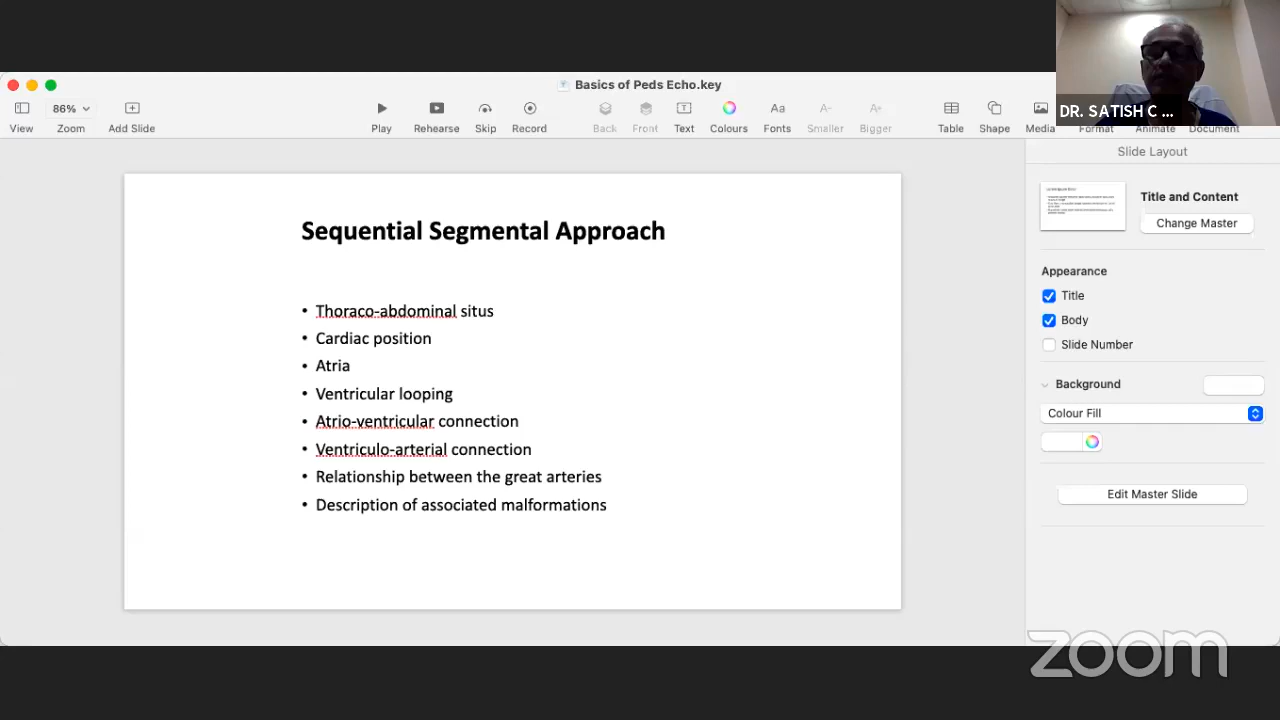 Basics of Peds Echo.key
DR. SATISH C ...
86%
View
Zoom
Add Slide
Play
Rehearse
Skip
Record
Back
Front
Text
Colours
Fonts
Smaller
Bigger
Table
Shape
Media
Format
Animate
Document
Slide Layout
Title and Content
Change Master
Appearance
Title
Body
Slide Number
Background
Colour Fill
Edit Master Slide
Sequential Segmental Approach
• Thoraco-abdominal situs
• Cardiac position
• Atria
• Ventricular looping
• Atrio-ventricular connection
• Ventriculo-arterial connection
• Relationship between the great arteries
• Description of associated malformations
zoom